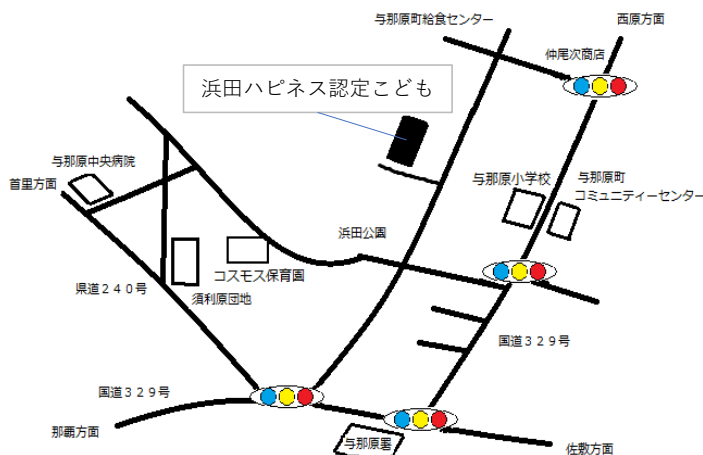 与那原町給食センター
西原方面
仲尾次商店
浜田ハピネス認定こども
与那原中央病院
首里方面
与那原小学校
与那原町
コミュニティーセンター
浜田公園
コスモス保育園
須利原団地
県道２４０号
国道３２９号
国道３２９号
那覇方面
与那原署
佐敷方面